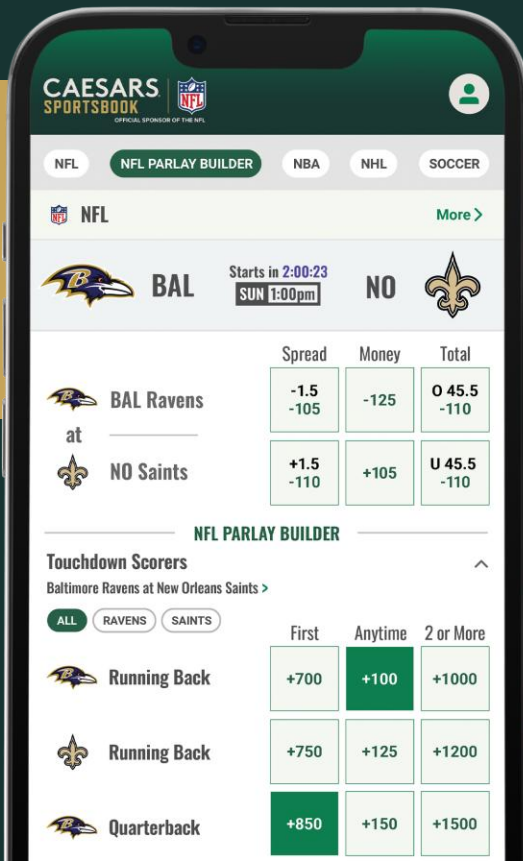 CAESARS
SPORTSBOOK
NFL
OFFICIAL SPONSOR OF THE NFL
NFL NFL PARLAY BUILDER NBA NHL SOCCER
NFL NFL More >
B BAL Starts in 2:00:23 NO
SUN 1:00pm
Spread Money Total
BAL Ravens -1.5 -125 O 45.5
-105 -110
at
NO Saints +1.5 +105 U 45.5
-110 -110
NFL PARLAY BUILDER
Touchdown Scorers
Baltimore Ravens at New Orleans Saints >
ALL RAVENS SAINTS
First Anytime 2 or More
Running Back +700 +100 +1000
Running Back +750 +125 +1200
Quarterback +850 +150 +1500